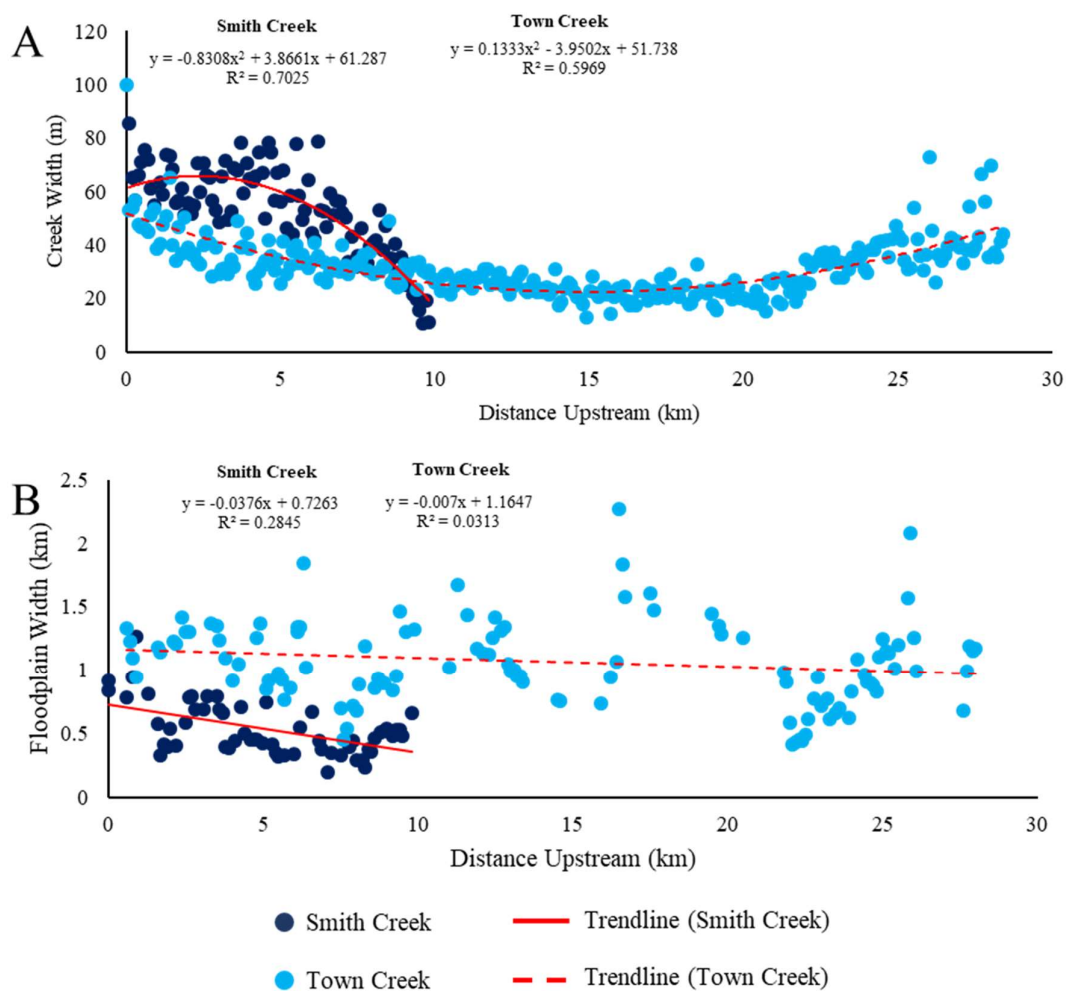 A
Smith Creek
Town Creek
y = -0.8308x² + 3.8661x + 61.287
y = 0.1333x² - 3.9502x + 51.738
R² = 0.7025
R² = 0.5969
Creek Width (m)
120
100
80
60
40
20
0
0 5 10 15 20 25 30
Distance Upstream (km)
B
Smith Creek
Town Creek
y = -0.0376x + 0.7263
y = -0.007x + 1.1647
R² = 0.2845
R² = 0.0313
Floodplain Width (km)
2.5
2
1.5
1
0.5
0
0 5 10 15 20 25 30
Distance Upstream (km)
Smith Creek
Trendline (Smith Creek)
Town Creek
Trendline (Town Creek)